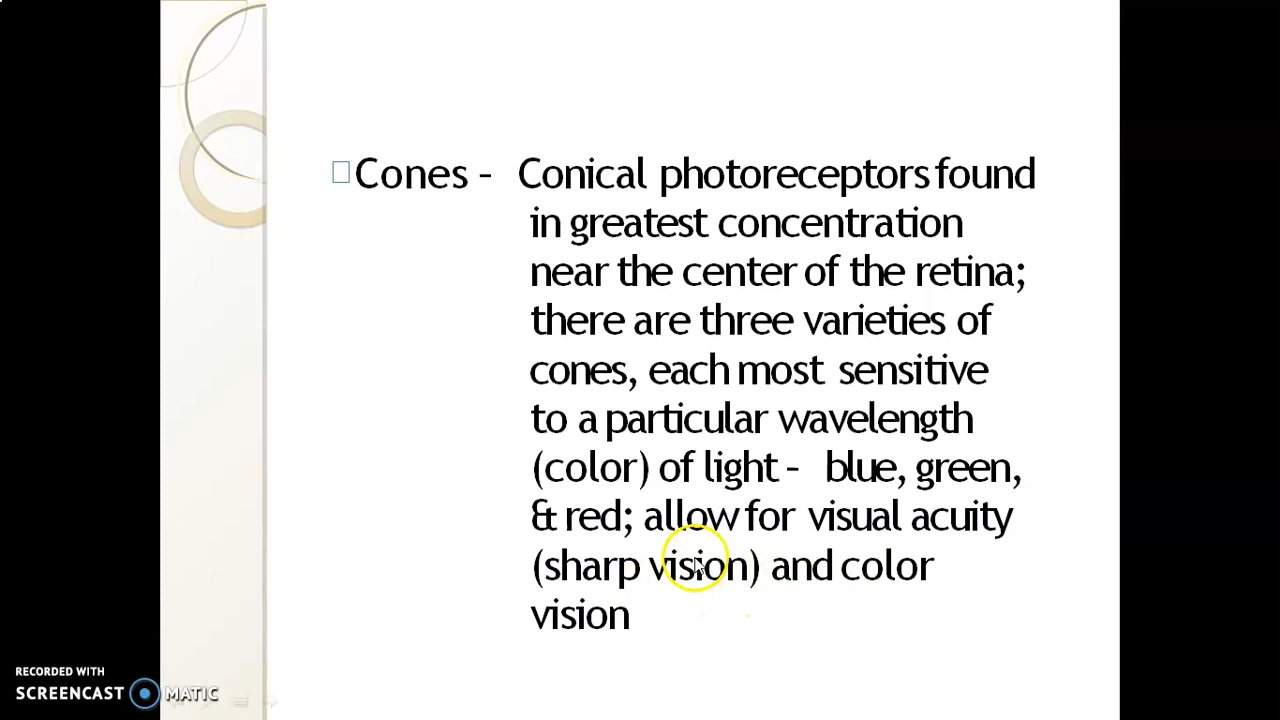 Cones - Conical photoreceptors found
in greatest concentration
near the center of the retina;
there are three varieties of
cones, each most sensitive
to a particular wavelength
(color) of light - blue, green,
& red; allow for visual acuity
(sharp vision) and color
vision
RECORDED WITH
SCREENCAST MATIC